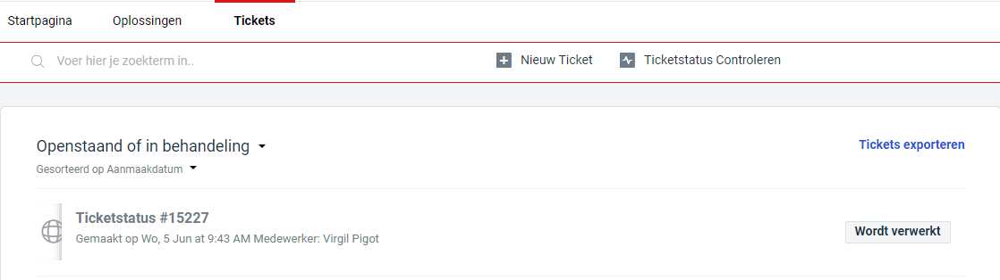 Startpagina Oplossingen Tickets
Voer hier je zoekterm in.. Nieuw Ticket Ticketstatus Controleren
Openstaand of in behandeling Tickets exporteren
Gesorteerd op Aanmaakdatum
Ticketstatus #15227
Gemaakt op Wo, 5 Jun at 9:43 AM Medewerker: Virgil Pigot
Wordt verwerkt